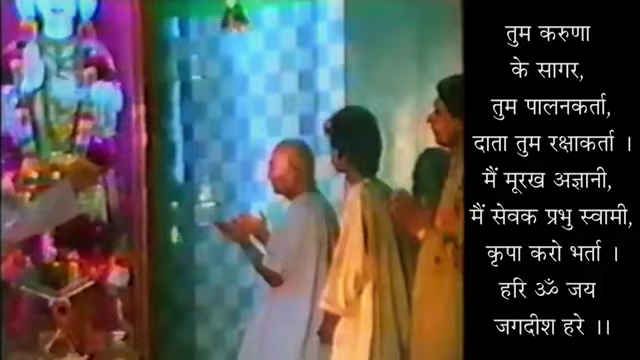 तुम करुणा
के सागर,
तुम पालनकर्ता,
दाता तुम रक्षाकर्ता ।
मैं मूरख अज्ञानी,
मैं सेवक प्रभु स्वामी,
कृपा करो भर्ता ।
हरि ॐ जय
जगदीश हरे ।।